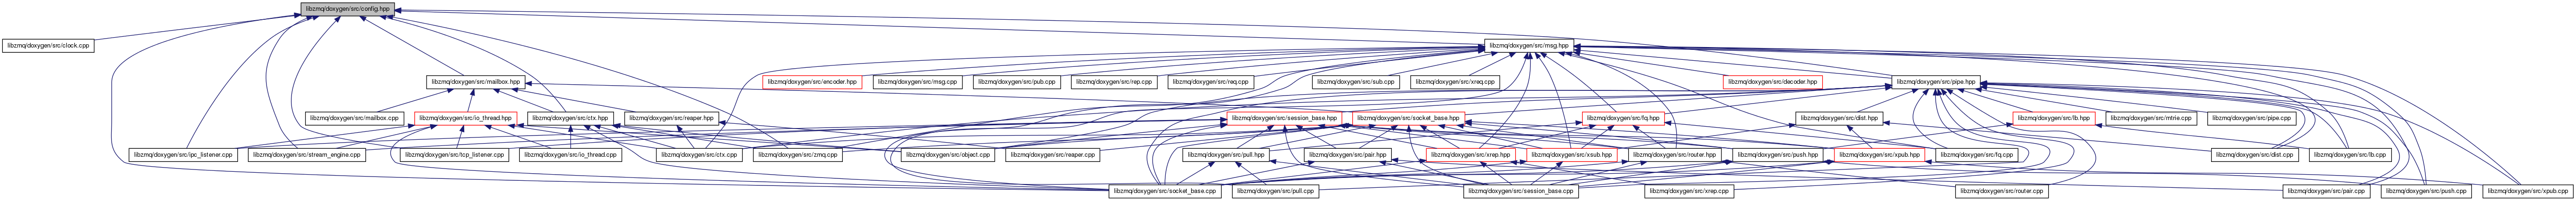 libzmq/doxygen/src/config.hpp
libzmq/doxygen/src/clock.cpp
libzmq/doxygen/src/msg.hpp
libzmq/doxygen/src/mailbox.hpp
libzmq/doxygen/src/encoder.hpp
libzmq/doxygen/src/msg.cpp
libzmq/doxygen/src/pub.cpp
libzmq/doxygen/src/rep.cpp
libzmq/doxygen/src/req.cpp
libzmq/doxygen/src/sub.cpp
libzmq/doxygen/src/xreq.cpp
libzmq/doxygen/src/decoder.hpp
libzmq/doxygen/src/pipe.hpp
libzmq/doxygen/src/mailbox.cpp
libzmq/doxygen/src/io_thread.hpp
libzmq/doxygen/src/ctx.hpp
libzmq/doxygen/src/reaper.hpp
libzmq/doxygen/src/session_base.hpp
libzmq/doxygen/src/socket_base.hpp
libzmq/doxygen/src/fq.hpp
libzmq/doxygen/src/dist.hpp
libzmq/doxygen/src/lb.hpp
libzmq/doxygen/src/mtrie.cpp
libzmq/doxygen/src/pipe.cpp
libzmq/doxygen/src/ipc_listener.cpp
libzmq/doxygen/src/stream_engine.cpp
libzmq/doxygen/src/tcp_listener.cpp
libzmq/doxygen/src/io_thread.cpp
libzmq/doxygen/src/ctx.cpp
libzmq/doxygen/src/zmq.cpp
libzmq/doxygen/src/object.cpp
libzmq/doxygen/src/reaper.cpp
libzmq/doxygen/src/pull.hpp
libzmq/doxygen/src/pair.hpp
libzmq/doxygen/src/xrep.hpp
libzmq/doxygen/src/xsub.hpp
libzmq/doxygen/src/router.hpp
libzmq/doxygen/src/push.hpp
libzmq/doxygen/src/xpub.hpp
libzmq/doxygen/src/fq.cpp
libzmq/doxygen/src/dist.cpp
libzmq/doxygen/src/lb.cpp
libzmq/doxygen/src/socket_base.cpp
libzmq/doxygen/src/pull.cpp
libzmq/doxygen/src/session_base.cpp
libzmq/doxygen/src/xrep.cpp
libzmq/doxygen/src/router.cpp
libzmq/doxygen/src/pair.cpp
libzmq/doxygen/src/push.cpp
libzmq/doxygen/src/xpub.cpp